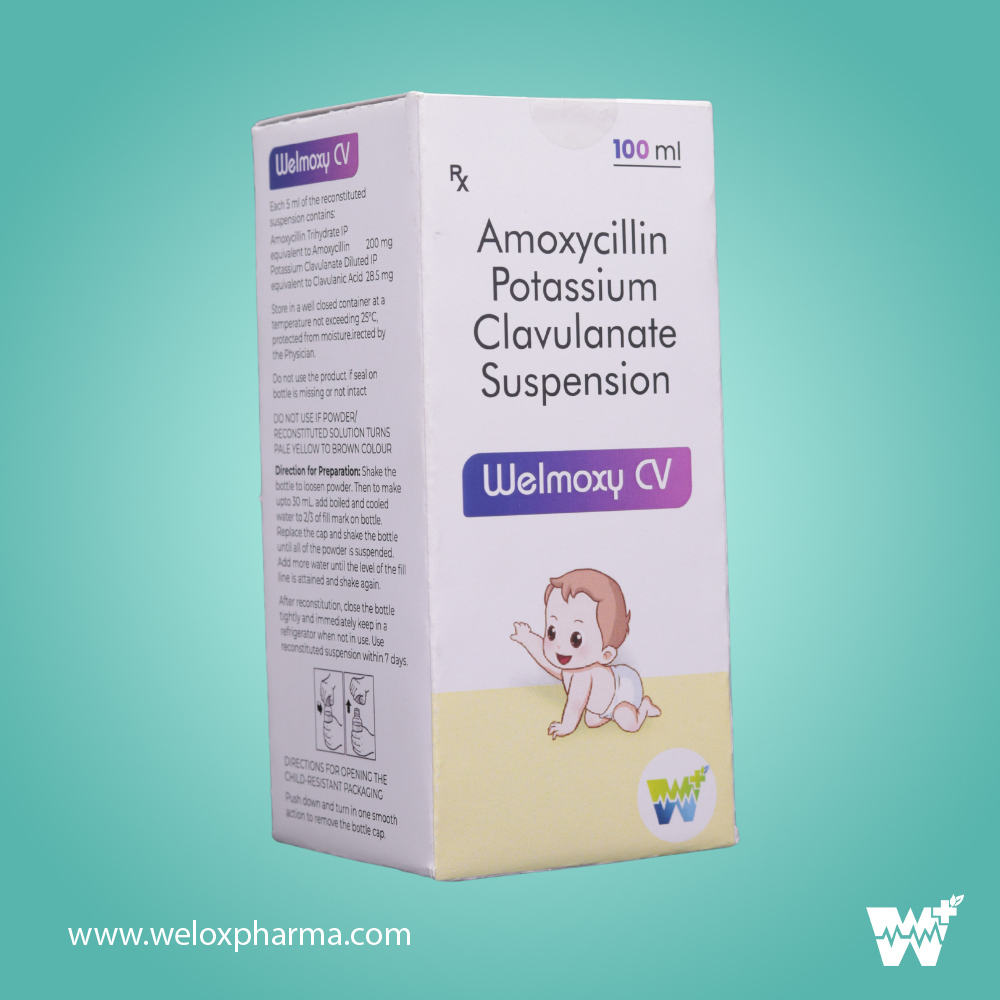 Welmoxy CV
Each 5 ml of the reconstituted
suspension contains:
Amoxycillin Trihydrate IP
equivalent to Amoxycillin 200 mg
Potassium Clavulanate Diluted IP
equivalent to Clavulanic Acid 28.5 mg
Store in a well closed container at a
temperature not exceeding 25°C,
protected from moisture.irected by
the Physician.
Do not use the product if seal on
bottle is missing or not intact
DO NOT USE IF POWDER/
RECONSTITUTED SOLUTION TURNS
PALE YELLOW TO BROWN COLOUR
Direction for Preparation: Shake the
bottle to loosen powder. Then to make
upto 30 mL add boiled and cooled
water to 2/3 of fill mark on bottle.
Replace the cap and shake the bottle
until all of the powder is suspended.
Add more water until the level of the fill
line is attained and shake again.
After reconstitution, close the bottle
tightly and immediately keep in a
refrigerator when not in use. Use
reconstituted suspension within 7 days.
DIRECTIONS FOR OPENING THE
CHILD-RESISTANT PACKAGING
Push down and turn in one smooth
action to remove the bottle cap.
100 ml
Rx
Amoxycillin
Potassium
Clavulanate
Suspension
Welmoxy CV
W
www.weloxpharma.com
W